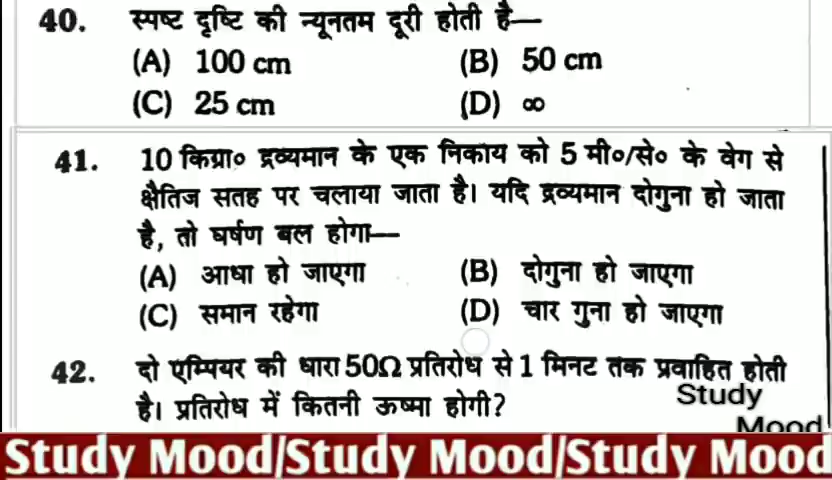 40. स्पष्ट दृष्टि की न्यूनतम दूरी होती है—
(A) 100 cm (B) 50 cm
(C) 25 cm (D) ∞
41. 10 किग्रा० द्रव्यमान के एक निकाय को 5 मी०/से० के वेग से
क्षैतिज सतह पर चलाया जाता है। यदि द्रव्यमान दोगुना हो जाता
है, तो घर्षण बल होगा—
(A) आधा हो जाएगा (B) दोगुना हो जाएगा
(C) समान रहेगा (D) चार गुना हो जाएगा
42. दो एम्पियर की धारा 50Ω प्रतिरोध से 1 मिनट तक प्रवाहित होती
है। प्रतिरोध में कितनी ऊष्मा होगी?
Study
Mood
Study Mood/Study Mood/Study Mood